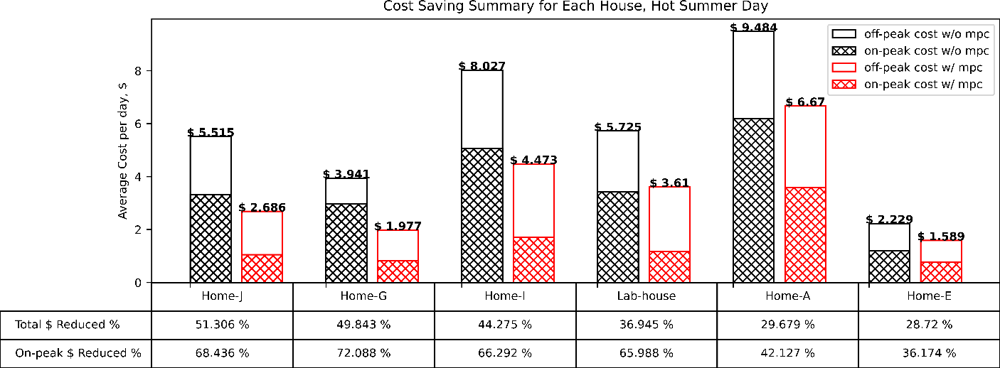 Cost Saving Summary for Each House, Hot Summer Day
off-peak cost w/o mpc
on-peak cost w/o mpc
off-peak cost w/ mpc
on-peak cost w/ mpc
Average Cost per day, $
8
6
4
2
0
$ 5.515
$ 2.686
$ 3.941
$ 1.977
$ 8.027
$ 4.473
$ 5.725
$ 3.61
$ 9.484
$ 6.67
$ 2.229
$ 1.589
Home-J Home-G Home-I Lab-house Home-A Home-E
Total $ Reduced % 51.306 % 49.843 % 44.275 % 36.945 % 29.679 % 28.72 %
On-peak $ Reduced % 68.436 % 72.088 % 66.292 % 65.988 % 42.127 % 36.174 %